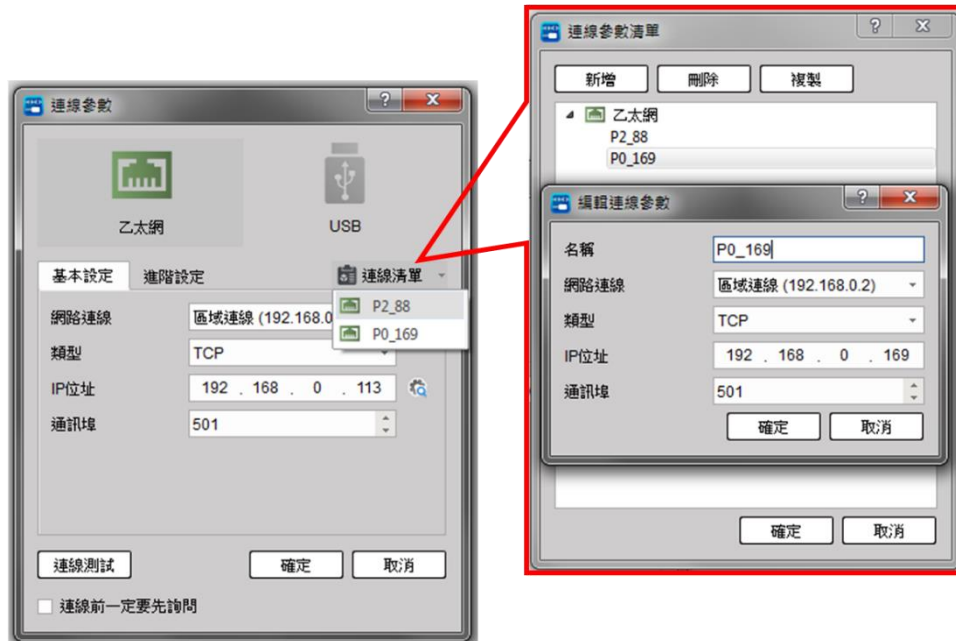 連線參數
乙太網
USB
基本設定 進階設定 連線清單
P2_88
P0_169
網路連線 區域連線 (192.168.0
類型 TCP
IP位址 192 . 168 . 0 . 113
通訊埠 501
連線測試 確定 取消
連線前一定要先詢問
連線參數清單
新增 刪除 複製
乙太網
P2_88
P0_169
編輯連線參數
名稱 P0_169
網路連線 區域連線 (192.168.0.2)
類型 TCP
IP位址 192 . 168 . 0 . 169
通訊埠 501
確定 取消
確定 取消